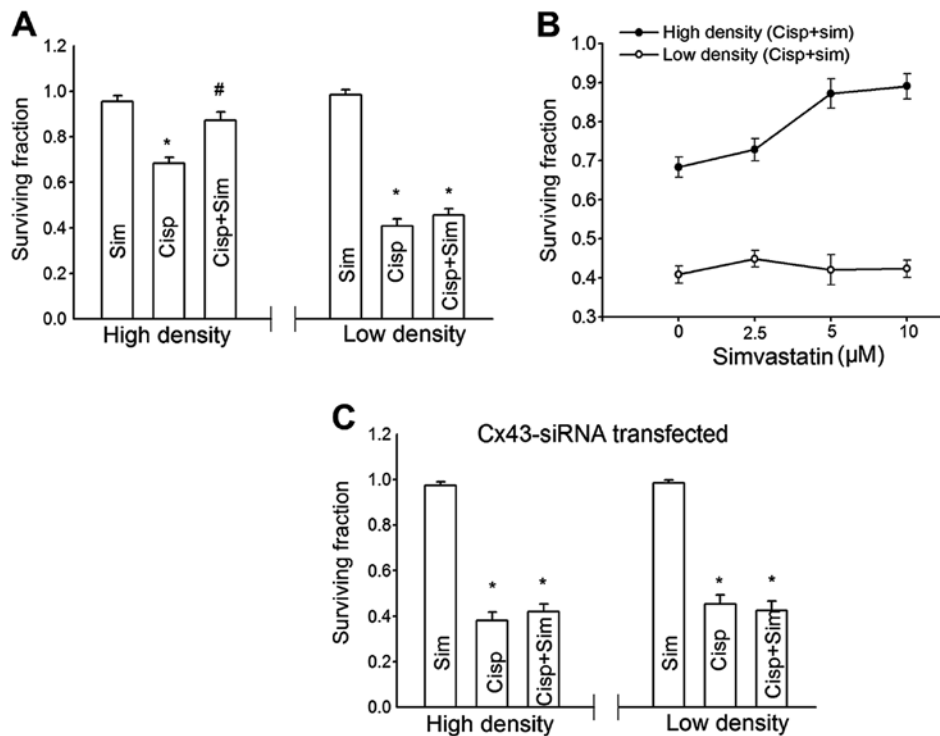 A
1.2
1.0
0.8
0.6
0.4
0.2
0.0
Surviving fraction
Sim
*
Cisp
#
Cisp+Sim
Sim
*
Cisp
*
Cisp+Sim
High density
Low density
B
High density (Cisp+sim)
Low density (Cisp+sim)
1.0
0.9
0.8
0.7
0.6
0.5
0.4
0.3
Surviving fraction
0 2.5 5 10
Simvastatin (μM)
C
Cx43-siRNA transfected
1.2
1.0
0.8
0.6
0.4
0.2
0.0
Surviving fraction
Sim
*
Cisp
*
Cisp+Sim
Sim
*
Cisp
*
Cisp+Sim
High density
Low density